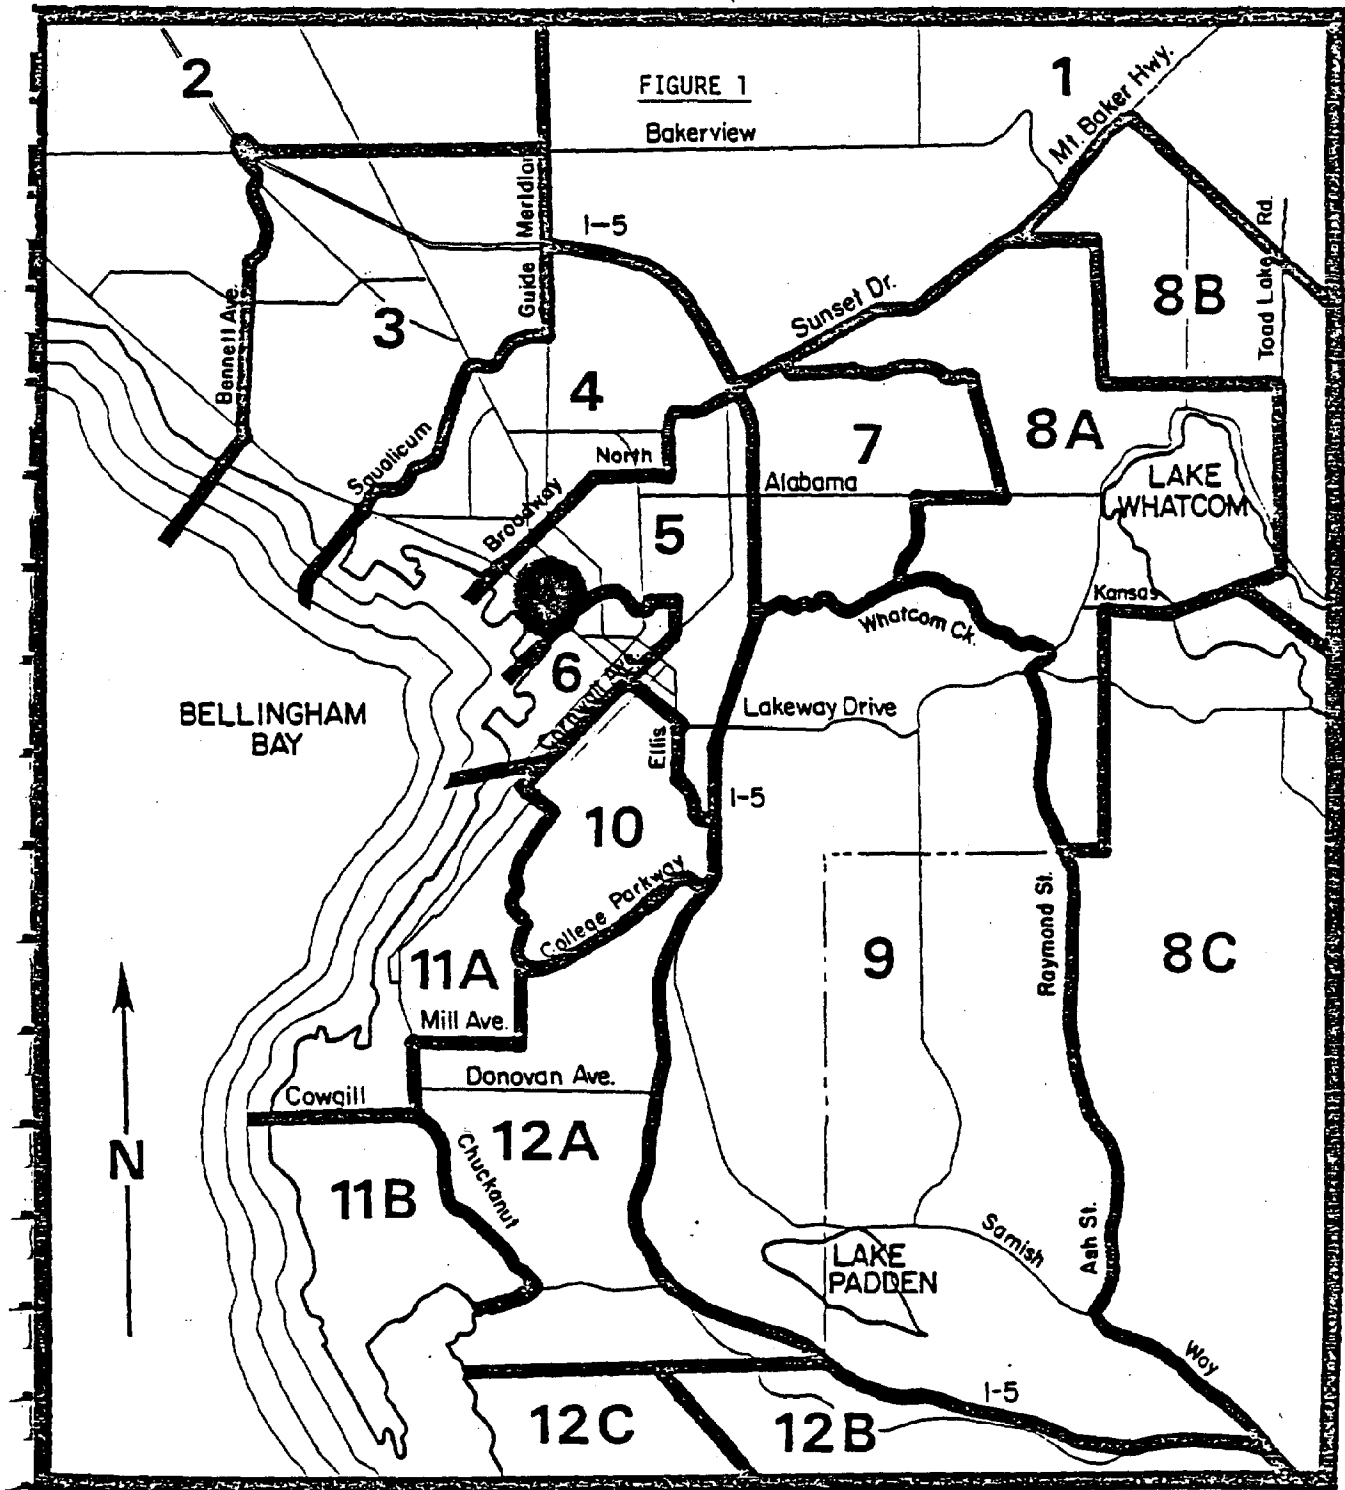 FIGURE 1
2
1
Bakerview
Mt. Baker Hwy.
Guide Meridian
I-5
Toad Lake Rd.
Sunset Dr.
8B
Bennett Ave.
3
4
7
8A
North
Squalicum
Alabama
LAKE
WHATCOM
Broadway
5
Kansas
Whatcom Ck.
6
Cornwall Ave.
BELLINGHAM
BAY
Lakeway Drive
Ellis
I-5
10
College Parkway
Raymond St.
9
8C
11A
Mill Ave.
Donovan Ave.
Cowgill
12A
Chuckanut
N
11B
Samish
Ash St.
LAKE
PADDEN
Way
I-5
12C
12B